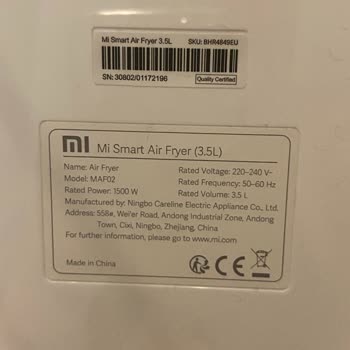 Mi Smart Air Fryer 3.5L SKU: BHR4849EU
SN: 30802/01172196 Quality Certified
mi Mi Smart Air Fryer (3.5L)
Name: Air Fryer Rated Voltage: 220-240 V~
Model: MAF02 Rated Frequency: 50-60 Hz
Rated Power: 1500 W Rated Volume: 3.5 L
Manufactured by: Ningbo Careline Electric Appliance Co., Ltd.
Address: 558#, Wei'er Road, Andong Industrial Zone, Andong
Town, Cixi, Ningbo, Zhejiang, China
For further information, please go to www.mi.com
Made in China CE